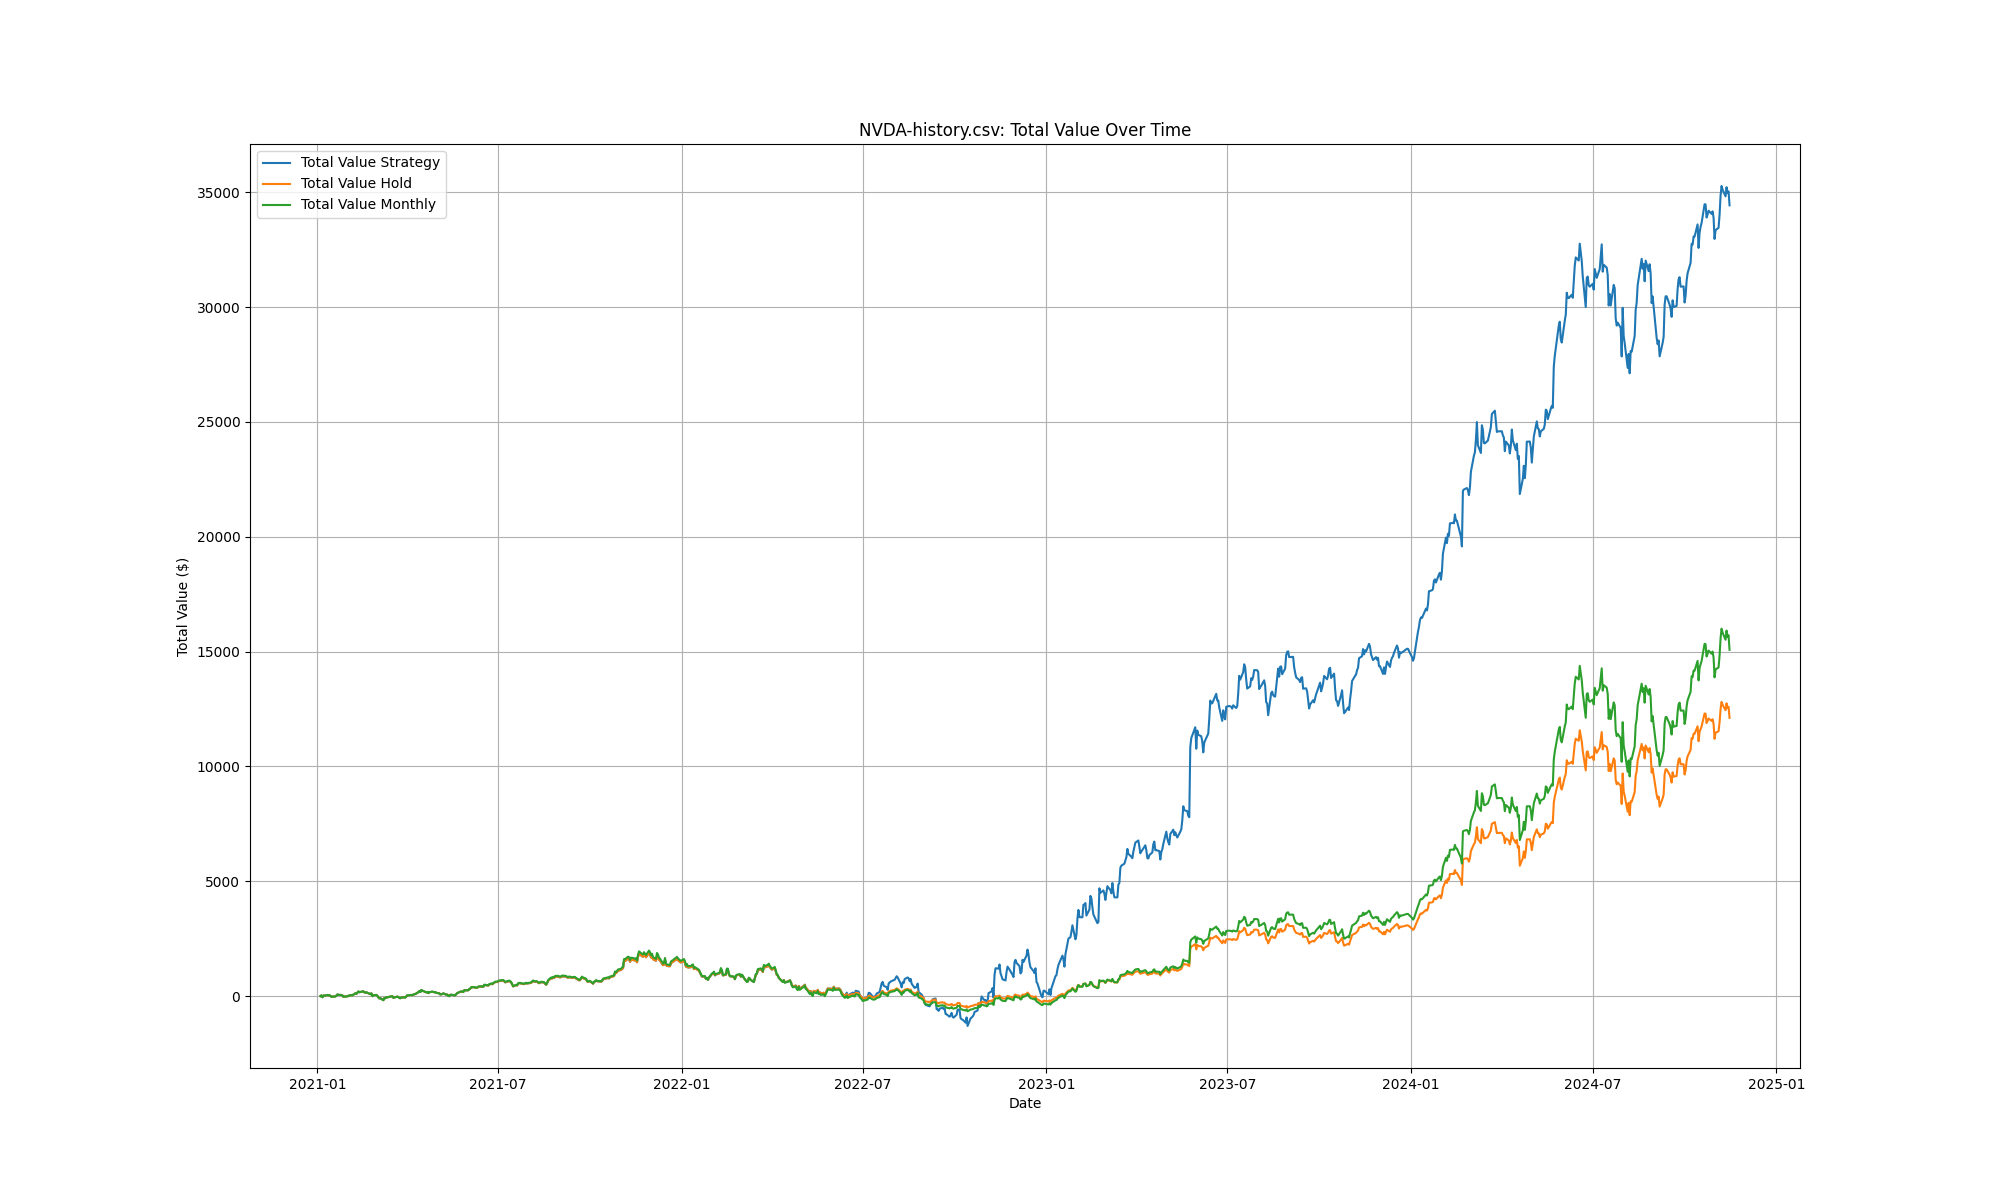 NVDA-history.csv: Total Value Over Time
Total Value Strategy
Total Value Hold
Total Value Monthly
Total Value ($)
35000
30000
25000
20000
15000
10000
5000
0
2021-01 2021-07 2022-01 2022-07 2023-01 2023-07 2024-01 2024-07 2025-01
Date